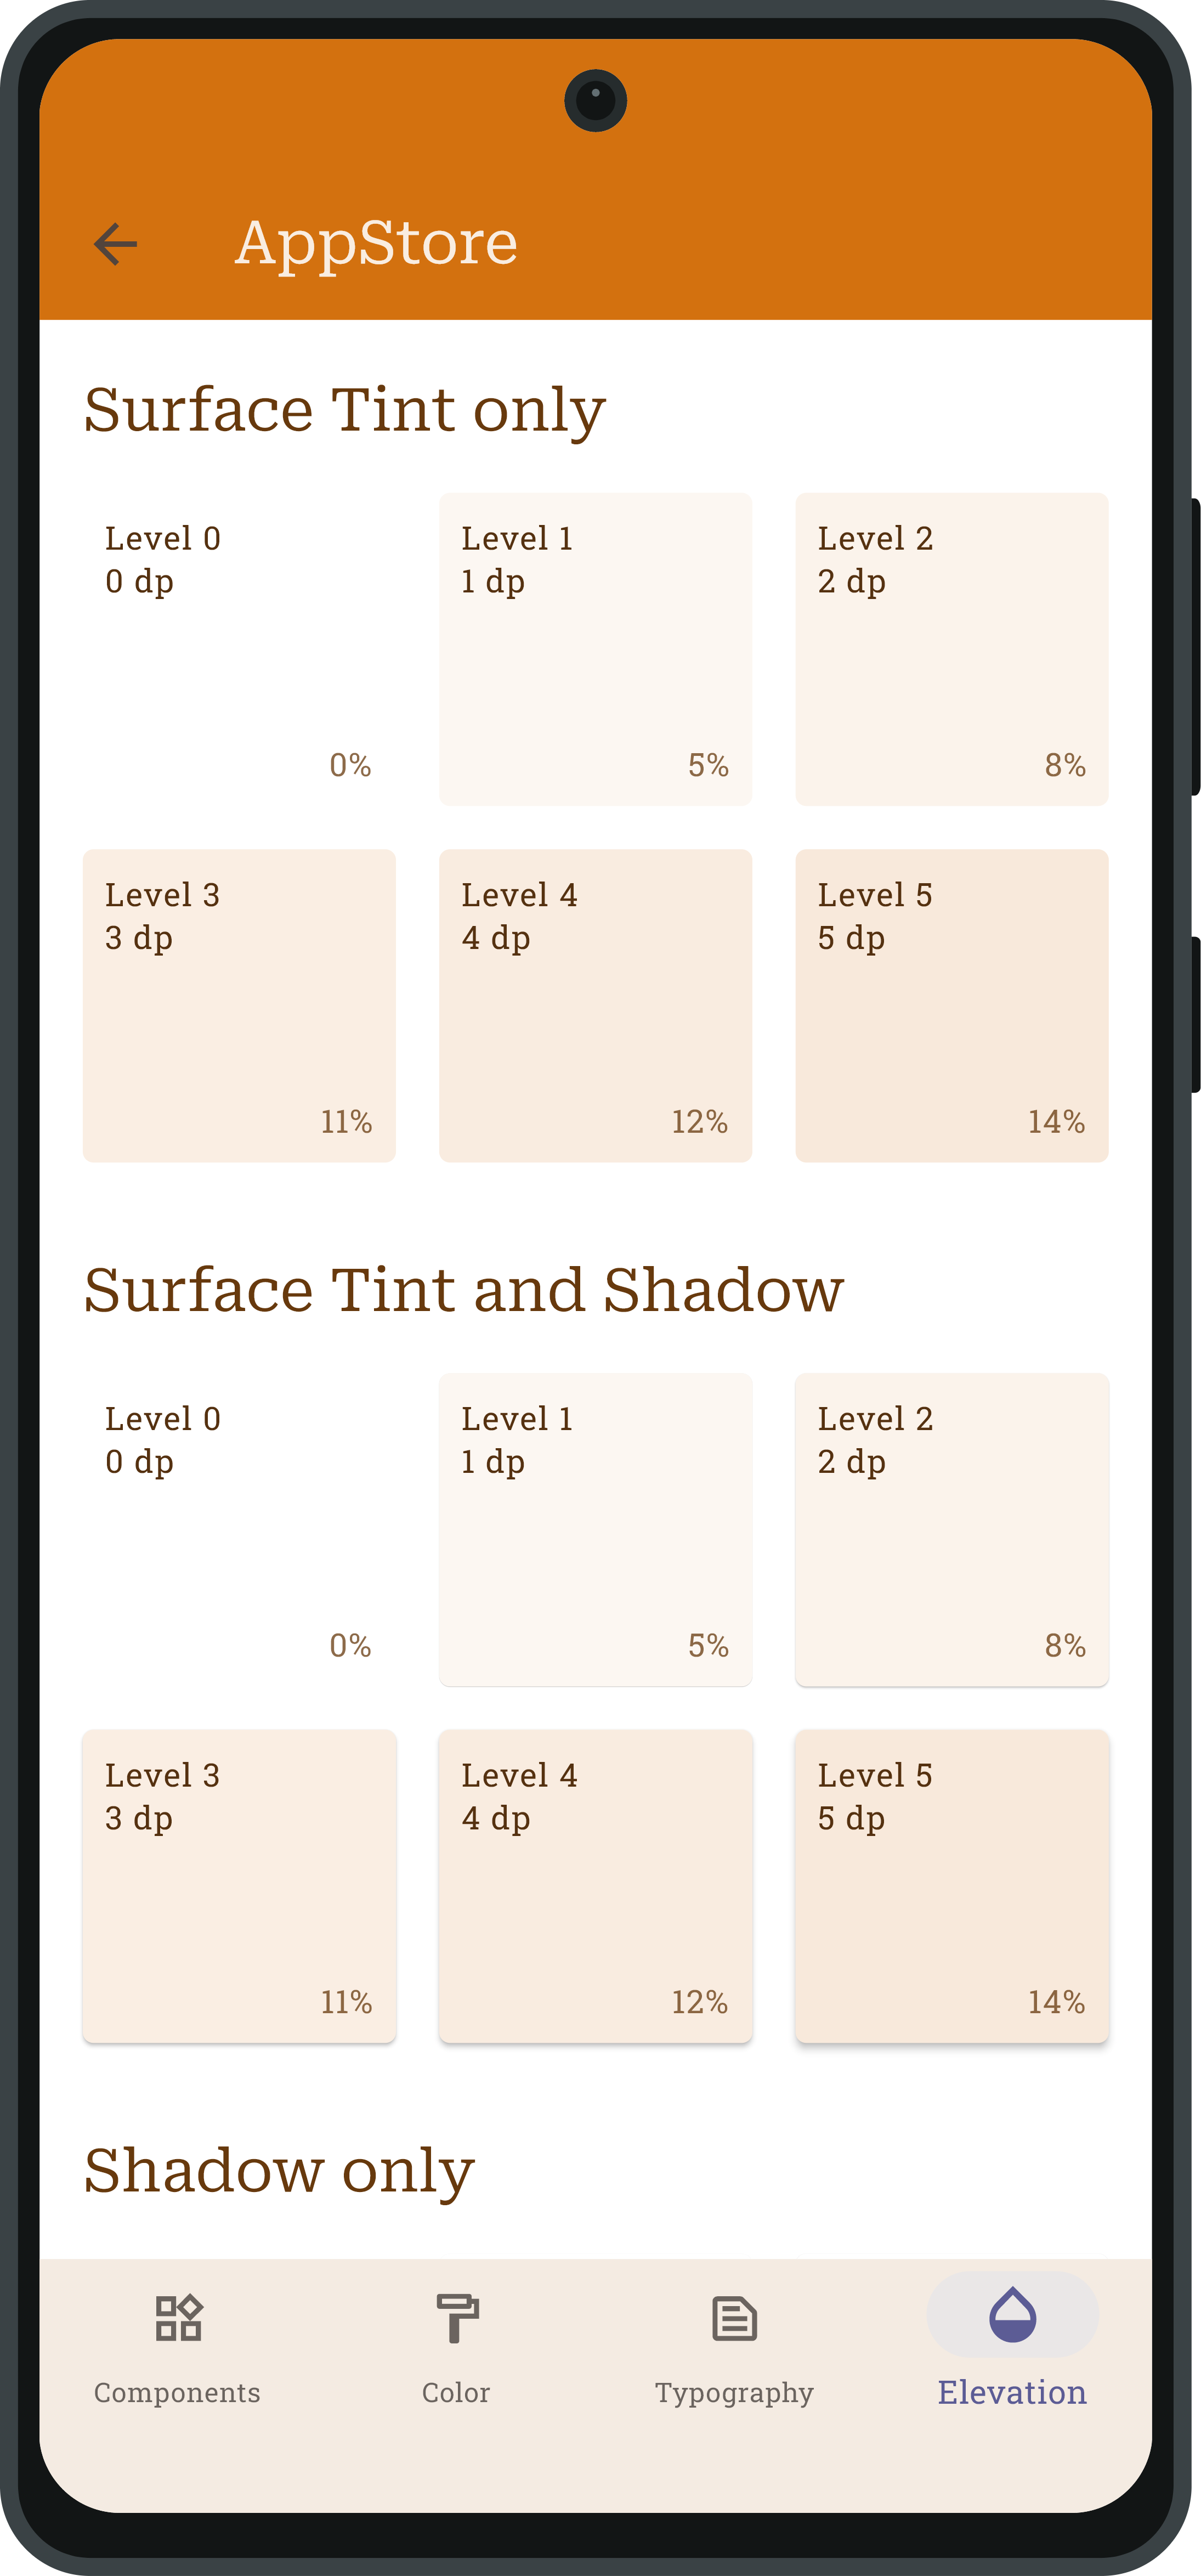 AppStore
Surface Tint only
Level 0
0 dp
0%
Level 1
1 dp
5%
Level 2
2 dp
8%
Level 3
3 dp
11%
Level 4
4 dp
12%
Level 5
5 dp
14%
Surface Tint and Shadow
Level 0
0 dp
0%
Level 1
1 dp
5%
Level 2
2 dp
8%
Level 3
3 dp
11%
Level 4
4 dp
12%
Level 5
5 dp
14%
Shadow only
Components
Color
Typography
Elevation